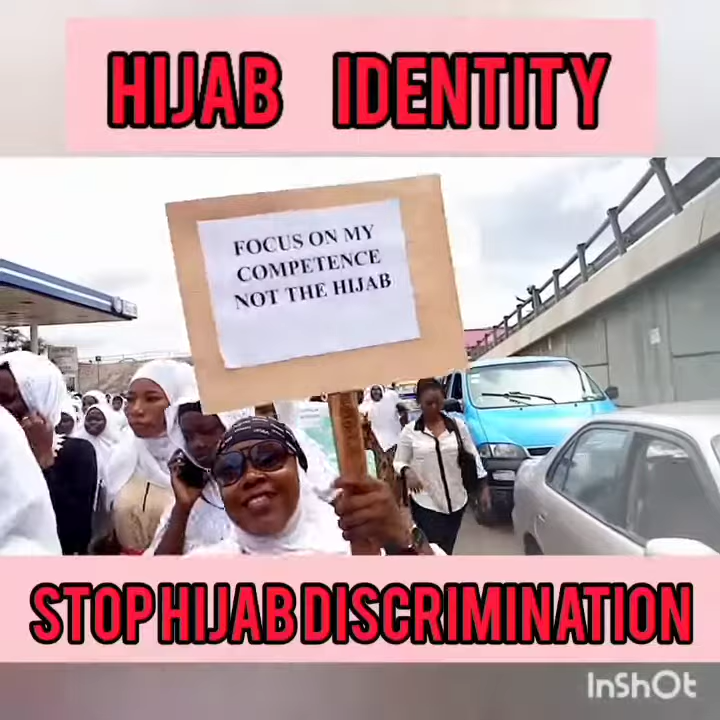 HIJAB IDENTITY
FOCUS ON MY
COMPETENCE
NOT THE HIJAB
STOP HIJAB DISCRIMINATION
InShOt